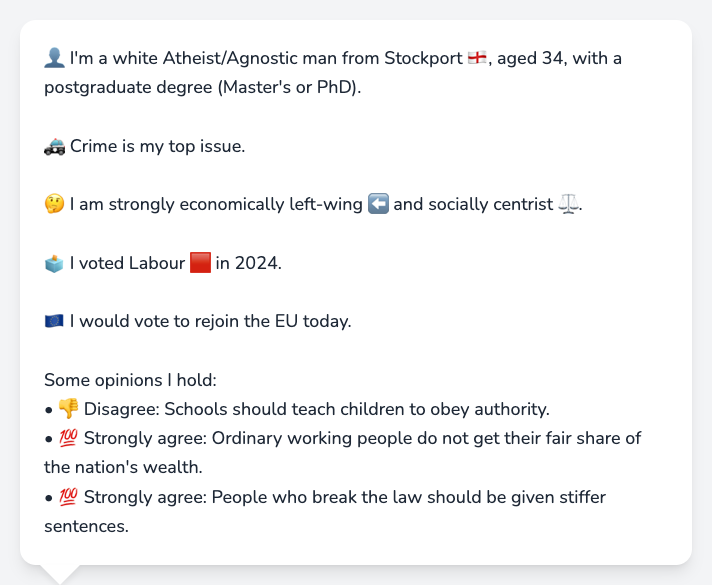 👤 I'm a white Atheist/Agnostic man from Stockport 🏴󠁧󠁢󠁥󠁮󠁧󠁿, aged 34, with a
postgraduate degree (Master's or PhD).
🚓 Crime is my top issue.
🤔 I am strongly economically left-wing ⬅️ and socially centrist ⚖️.
🗳️ I voted Labour 🟥 in 2024.
🇪🇺 I would vote to rejoin the EU today.
Some opinions I hold:
• 👎 Disagree: Schools should teach children to obey authority.
• 💯 Strongly agree: Ordinary working people do not get their fair share of
the nation's wealth.
• 💯 Strongly agree: People who break the law should be given stiffer
sentences.